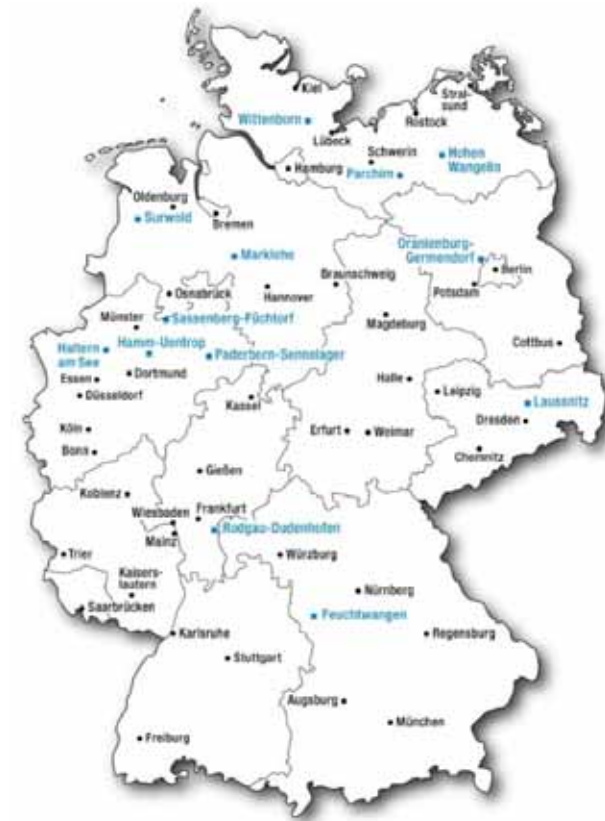 Kiel
Stral-
sund
Rostock
Wittenborn
Lübeck
Schwerin
Hohen
Wangelin
Hamburg
Parchim
Oldenburg
Surwold
Bremen
Oranienburg-
Germendorf
Berlin
Marklohe
Braunschweig
Osnabrück
Hannover
Potsdam
Sassenberg-Füchtorf
Münster
Magdeburg
Haltern
am See
Hamm-Uentrop
Paderborn-Sennelager
Cottbus
Essen
Dortmund
Halle
Leipzig
Düsseldorf
Kassel
Laussnitz
Dresden
Köln
Erfurt
Weimar
Bonn
Chemnitz
Gießen
Koblenz
Wiesbaden
Frankfurt
Mainz
Rodgau-Dudenhofen
Trier
Würzburg
Kaisers-
lautern
Nürnberg
Saarbrücken
Feuchtwangen
Karlsruhe
Regensburg
Stuttgart
Augsburg
München
Freiburg